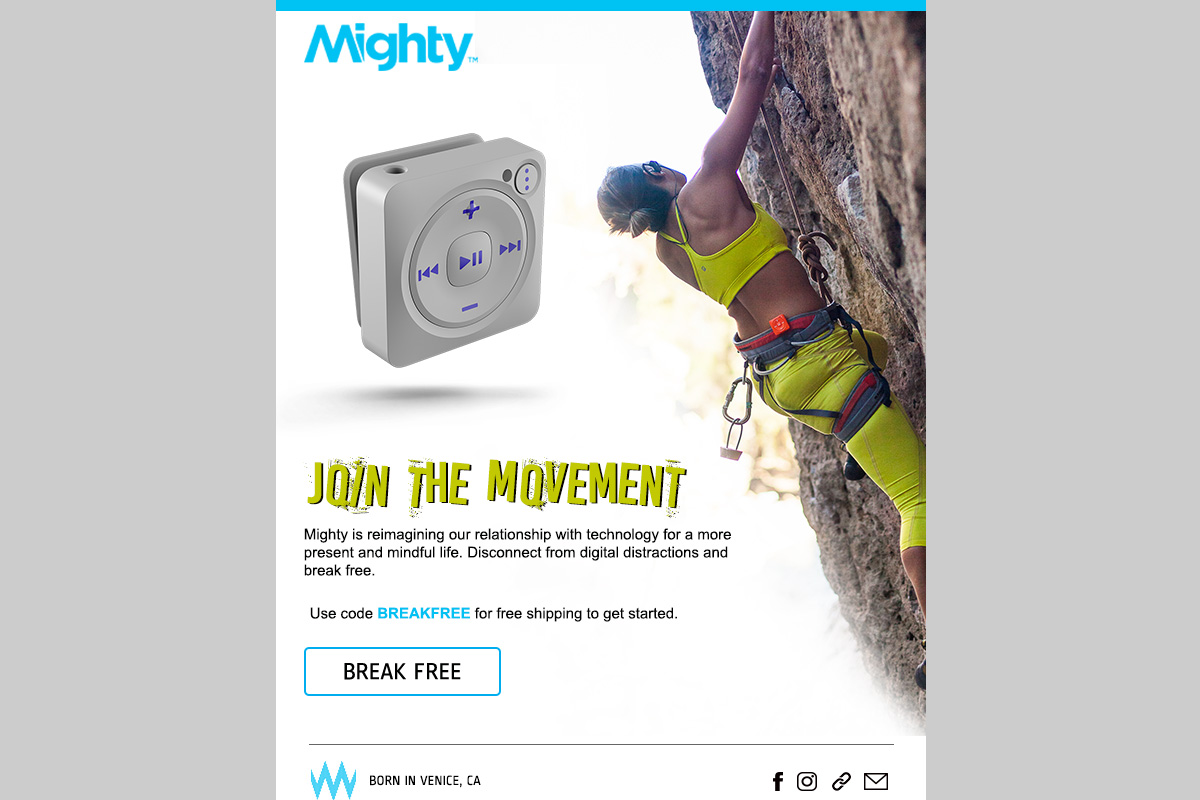 Mighty™
JOIN THE MOVEMENT
Mighty is reimagining our relationship with technology for a more
present and mindful life. Disconnect from digital distractions and
break free.
Use code BREAKFREE for free shipping to get started.
BREAK FREE
BORN IN VENICE, CA